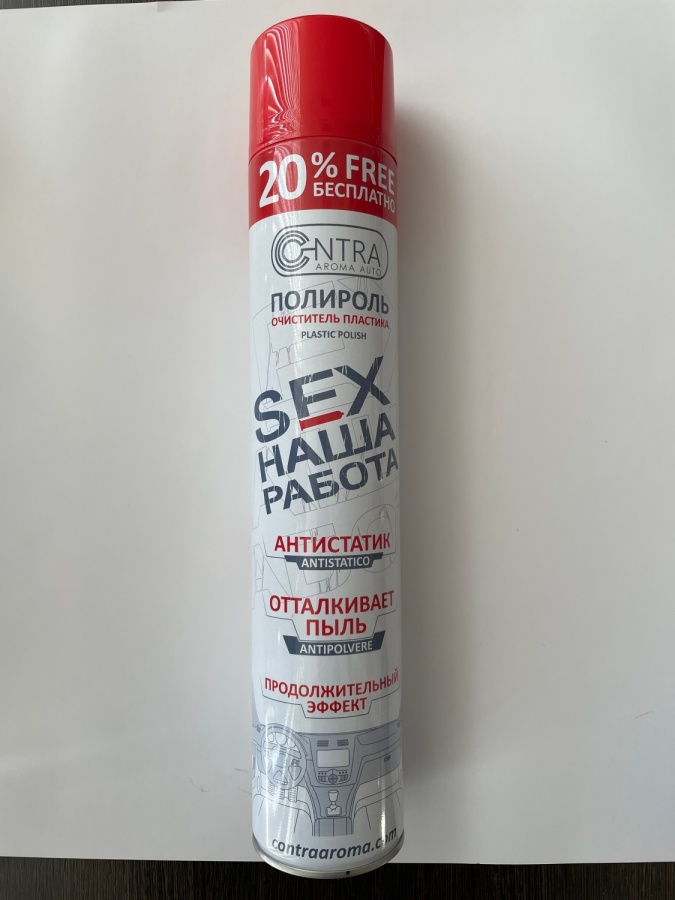 20% FREE
БЕСПЛАТНО
CONTRA
AROMA AUTO
ПОЛИРОЛЬ
ОЧИСТИТЕЛЬ ПЛАСТИКА
PLASTIC POLISH
SEX
НАША
РАБОТА
АНТИСТАТИК
ANTISTATICO
ОТТАЛКИВАЕТ
ПЫЛЬ
ANTIPOLVERE
ПРОДОЛЖИТЕЛЬНЫЙ
ЭФФЕКТ
contraaroma.com